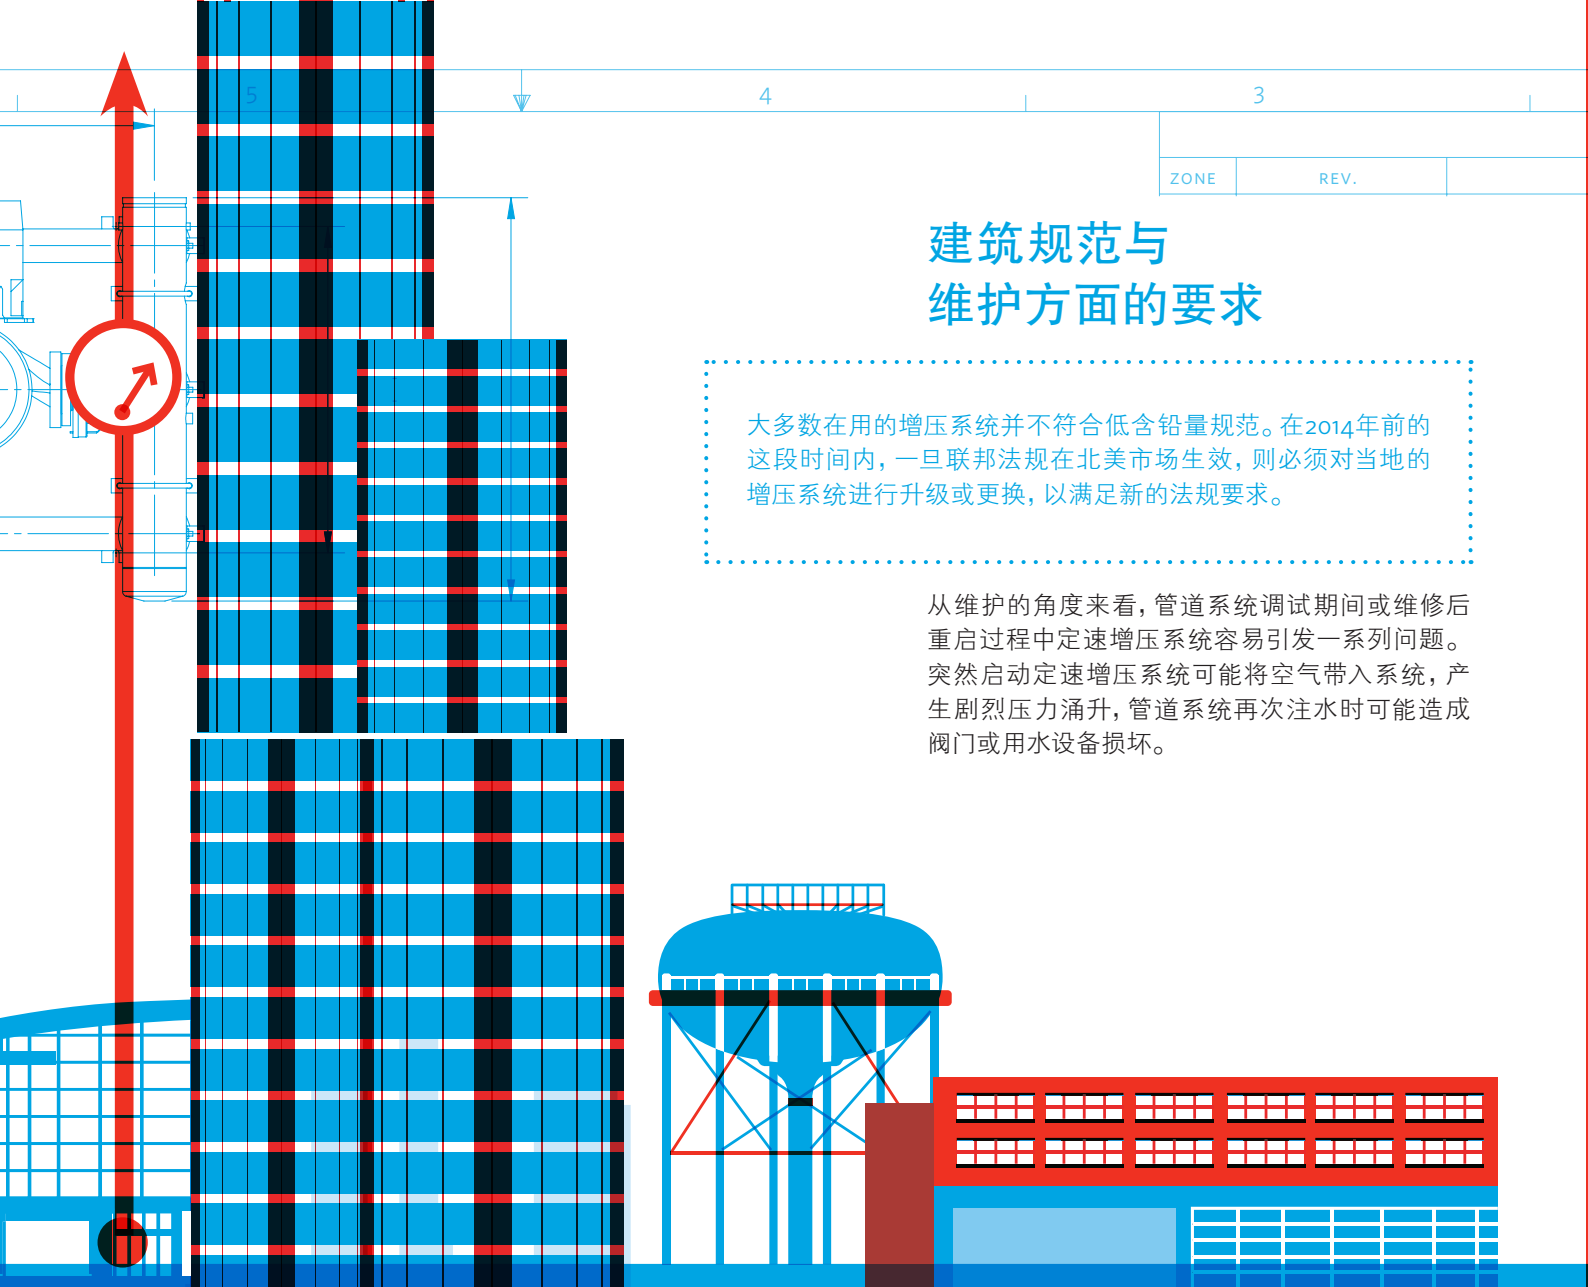 5 4 3
ZONE REV.
建筑规范与
维护方面的要求
大多数在用的增压系统并不符合低含铅量规范。在2014年前的
这段时间内，一旦联邦法规在北美市场生效，则必须对当地的
增压系统进行升级或更换，以满足新的法规要求。
从维护的角度来看，管道系统调试期间或维修后
重启过程中定速增压系统容易引发一系列问题。
突然启动定速增压系统可能将空气带入系统，产
生剧烈压力涌升，管道系统再次注水时可能造成
阀门或用水设备损坏。